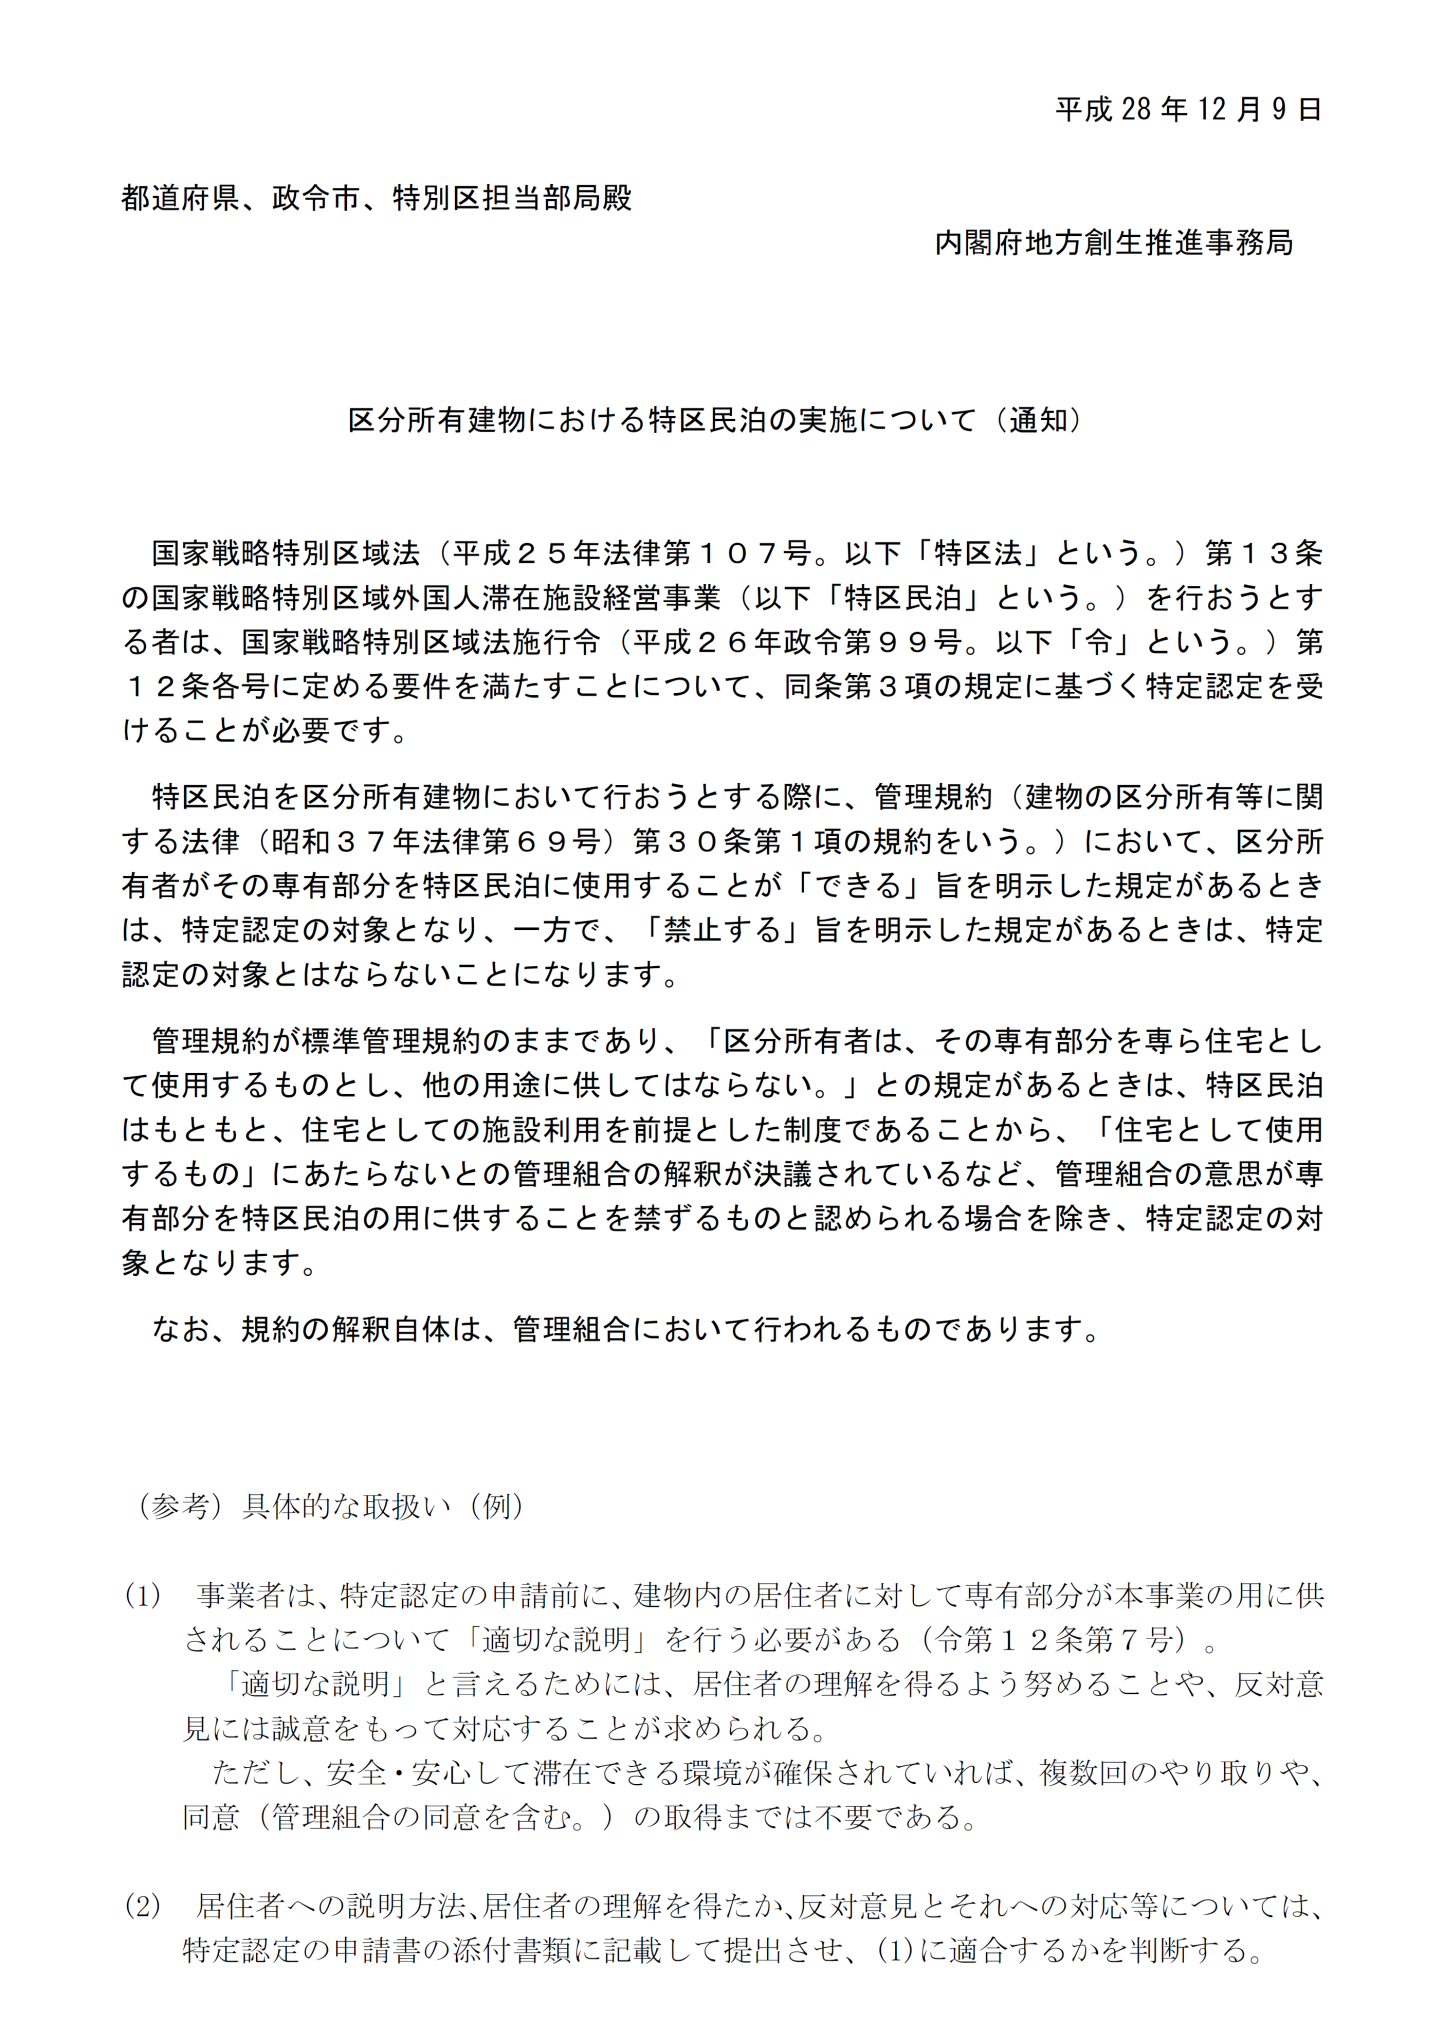 平成 28 年 12 月 9 日
都道府県、政令市、特別区担当部局殿
内閣府地方創生推進事務局
区分所有建物における特区民泊の実施について（通知）
国家戦略特別区域法（平成２５年法律第１０７号。以下「特区法」という。）第１３条
の国家戦略特別区域外国人滞在施設経営事業（以下「特区民泊」という。）を行おうとす
る者は、国家戦略特別区域法施行令（平成２６年政令第９９号。以下「令」という。）第
１２条各号に定める要件を満たすことについて、同条第３項の規定に基づく特定認定を受
けることが必要です。
特区民泊を区分所有建物において行おうとする際に、管理規約（建物の区分所有等に関
する法律（昭和３７年法律第６９号）第３０条第１項の規約をいう。）において、区分所
有者がその専有部分を特区民泊に使用することが「できる」旨を明示した規定があるとき
は、特定認定の対象となり、一方で、「禁止する」旨を明示した規定があるときは、特定
認定の対象とはならないことになります。
管理規約が標準管理規約のままであり、「区分所有者は、その専有部分を専ら住宅とし
て使用するものとし、他の用途に供してはならない。」との規定があるときは、特区民泊
はもともと、住宅としての施設利用を前提とした制度であることから、「住宅として使用
するもの」にあたらないとの管理組合の解釈が決議されているなど、管理組合の意思が専
有部分を特区民泊の用に供することを禁ずるものと認められる場合を除き、特定認定の対
象となります。
なお、規約の解釈自体は、管理組合において行われるものであります。
（参考）具体的な取扱い（例）
(1)　事業者は、特定認定の申請前に、建物内の居住者に対して専有部分が本事業の用に供
されることについて「適切な説明」を行う必要がある（令第１２条第７号）。
「適切な説明」と言えるためには、居住者の理解を得るよう努めることや、反対意
見には誠意をもって対応することが求められる。
ただし、安全・安心して滞在できる環境が確保されていれば、複数回のやり取りや、
同意（管理組合の同意を含む。）の取得までは不要である。
(2)　居住者への説明方法、居住者の理解を得たか、反対意見とそれへの対応等については、
特定認定の申請書の添付書類に記載して提出させ、(1)に適合するかを判断する。